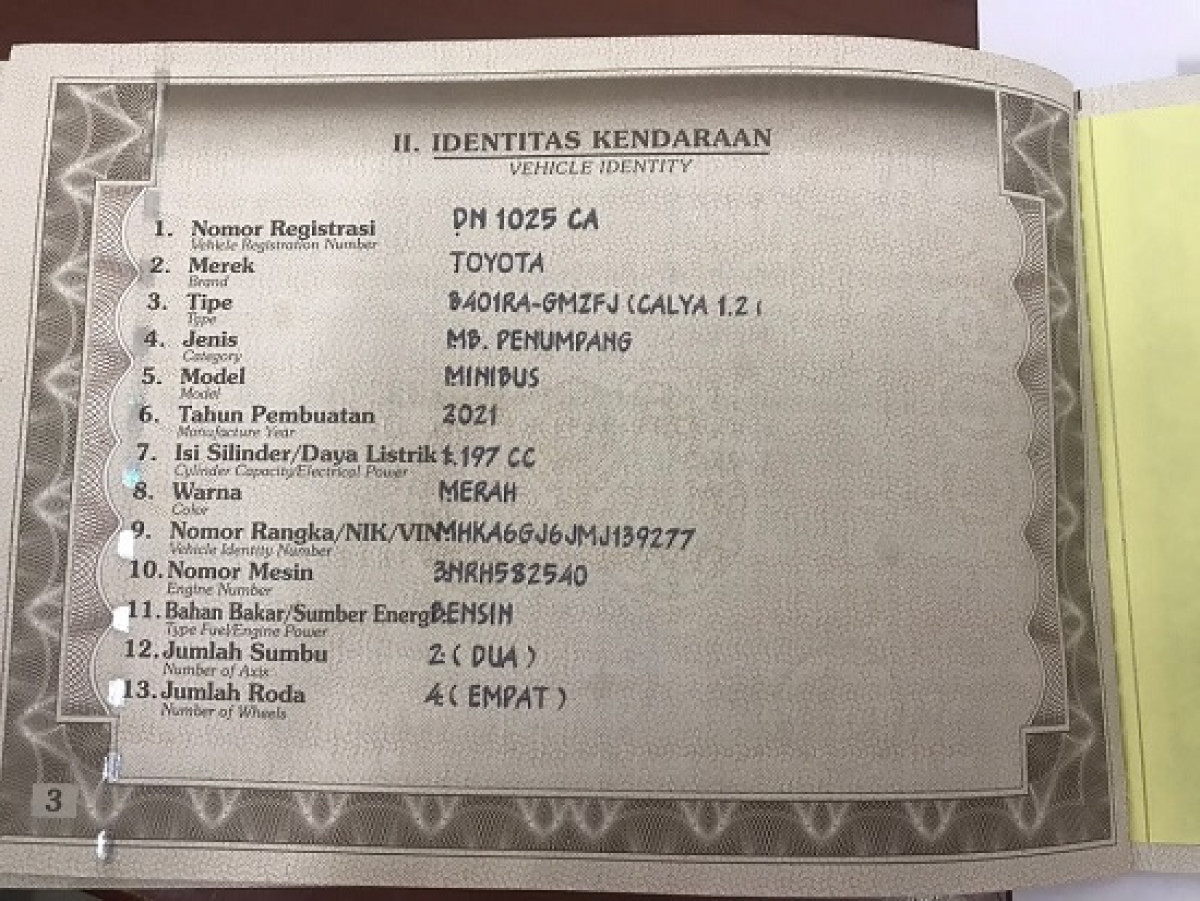 II. IDENTITAS KENDARAAN
VEHICLE IDENTITY
1. Nomor Registrasi DN 1025 CA
Vehicle Registration Number
2. Merek TOYOTA
Brand
3. Tipe B401RA-GMZFJ (CALYA 1.2
Type
4. Jenis MB. PENUMPANG
Category
5. Model MINIBUS
Model
6. Tahun Pembuatan 2021
Manufacture Year
7. Isi Silinder/Daya Listrik 1.197 CC
Cylinder Capacity/Electrical Power
8. Warna MERAH
Color
9. Nomor Rangka/NIK/VIN MHKA6GJ6JMJ139277
Vehicle Identity Number
10. Nomor Mesin 3NRH582540
Engine Number
11. Bahan Bakar/Sumber Energi BENSIN
Type Fuel/Engine Power
12. Jumlah Sumbu 2 ( DUA )
Number of Axis
13. Jumlah Roda 4 ( EMPAT )
Number of Wheels
3